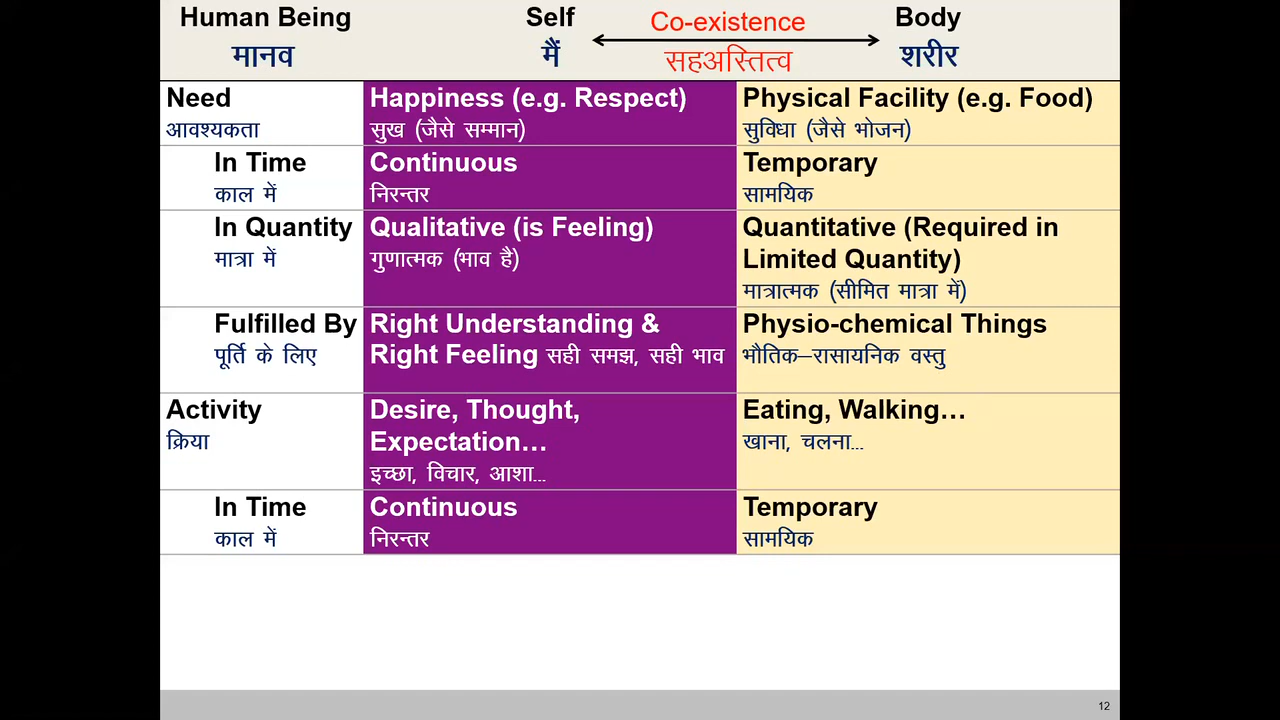 Human Being Self Co-existence Body
मानव मैं सहअस्तित्व शरीर
Need Happiness (e.g. Respect) Physical Facility (e.g. Food)
आवश्यकता सुख (जैसे सम्मान) सुविधा (जैसे भोजन)
In Time Continuous Temporary
काल में निरन्तर सामयिक
In Quantity Qualitative (is Feeling) Quantitative (Required in
Limited Quantity)
मात्रा में गुणात्मक (भाव है) मात्रात्मक (सीमित मात्रा में)
Fulfilled By Right Understanding & Physio-chemical Things
पूर्ति के लिए Right Feeling सही समझ, सही भाव भौतिक–रासायनिक वस्तु
Activity Desire, Thought, Eating, Walking…
क्रिया Expectation… खाना, चलना…
इच्छा, विचार, आशा…
In Time Continuous Temporary
काल में निरन्तर सामयिक
12